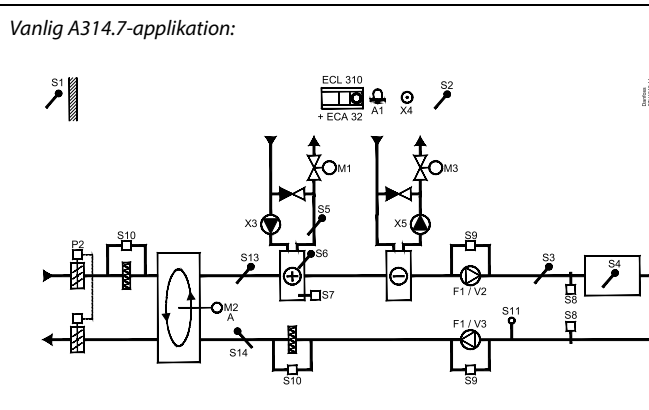 Vanlig A314.7-applikation:
S1
ECL 310
S2
+ ECA 32
A1
X4
M1
M3
S5
X3
X5
S6
P2
S10
S13
S9
S3
S4
S7
S8
M2
A
S14
F1 / V2
F1 / V3
S11
S8
S10
S9
Danfoss